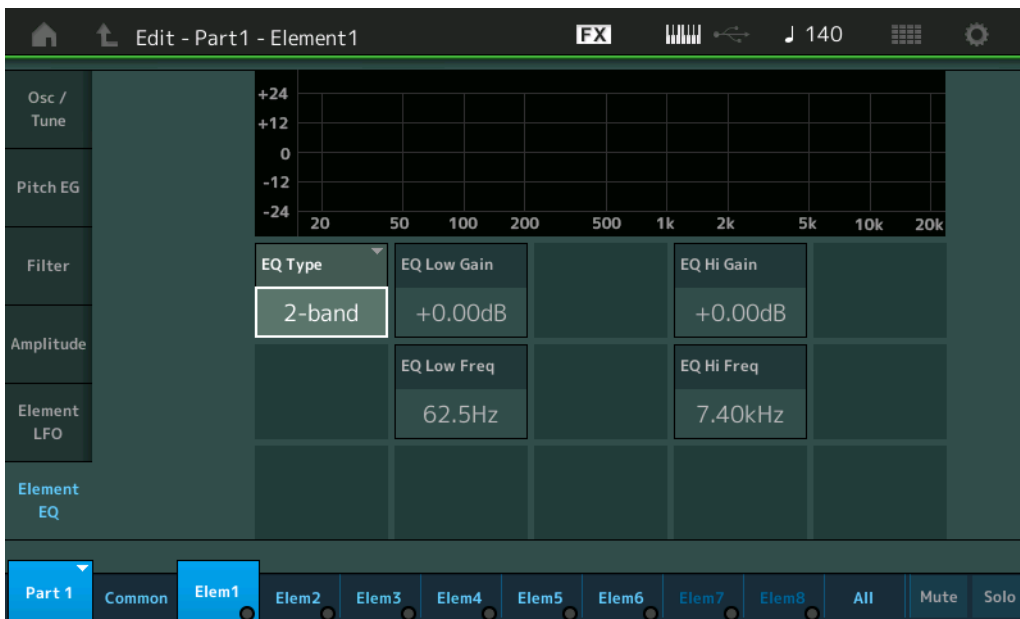 Edit - Part1 - Element1
FX
♩ 140
Osc /
Tune
Pitch EG
Filter
Amplitude
Element
LFO
Element
EQ
+24
+12
0
-12
-24
20 50 100 200 500 1k 2k 5k 10k 20k
EQ Type
2-band
EQ Low Gain
+0.00dB
EQ Hi Gain
+0.00dB
EQ Low Freq
62.5Hz
EQ Hi Freq
7.40kHz
Part 1 Common Elem1 Elem2 Elem3 Elem4 Elem5 Elem6 Elem7 Elem8 All Mute Solo